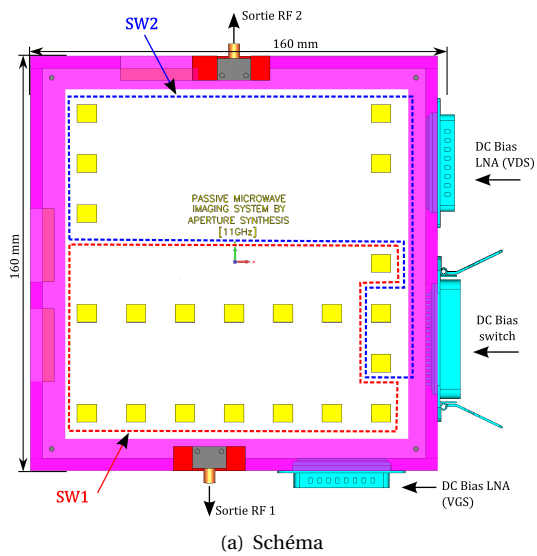 Sortie RF 2
SW2
160 mm
DC Bias
LNA (VDS)
PASSIVE MICROWAVE
IMAGING SYSTEM BY
APERTURE SYNTHESIS
[11GHz]
160 mm
DC Bias
switch
SW1
Sortie RF 1
DC Bias LNA
(VGS)
(a) Schéma